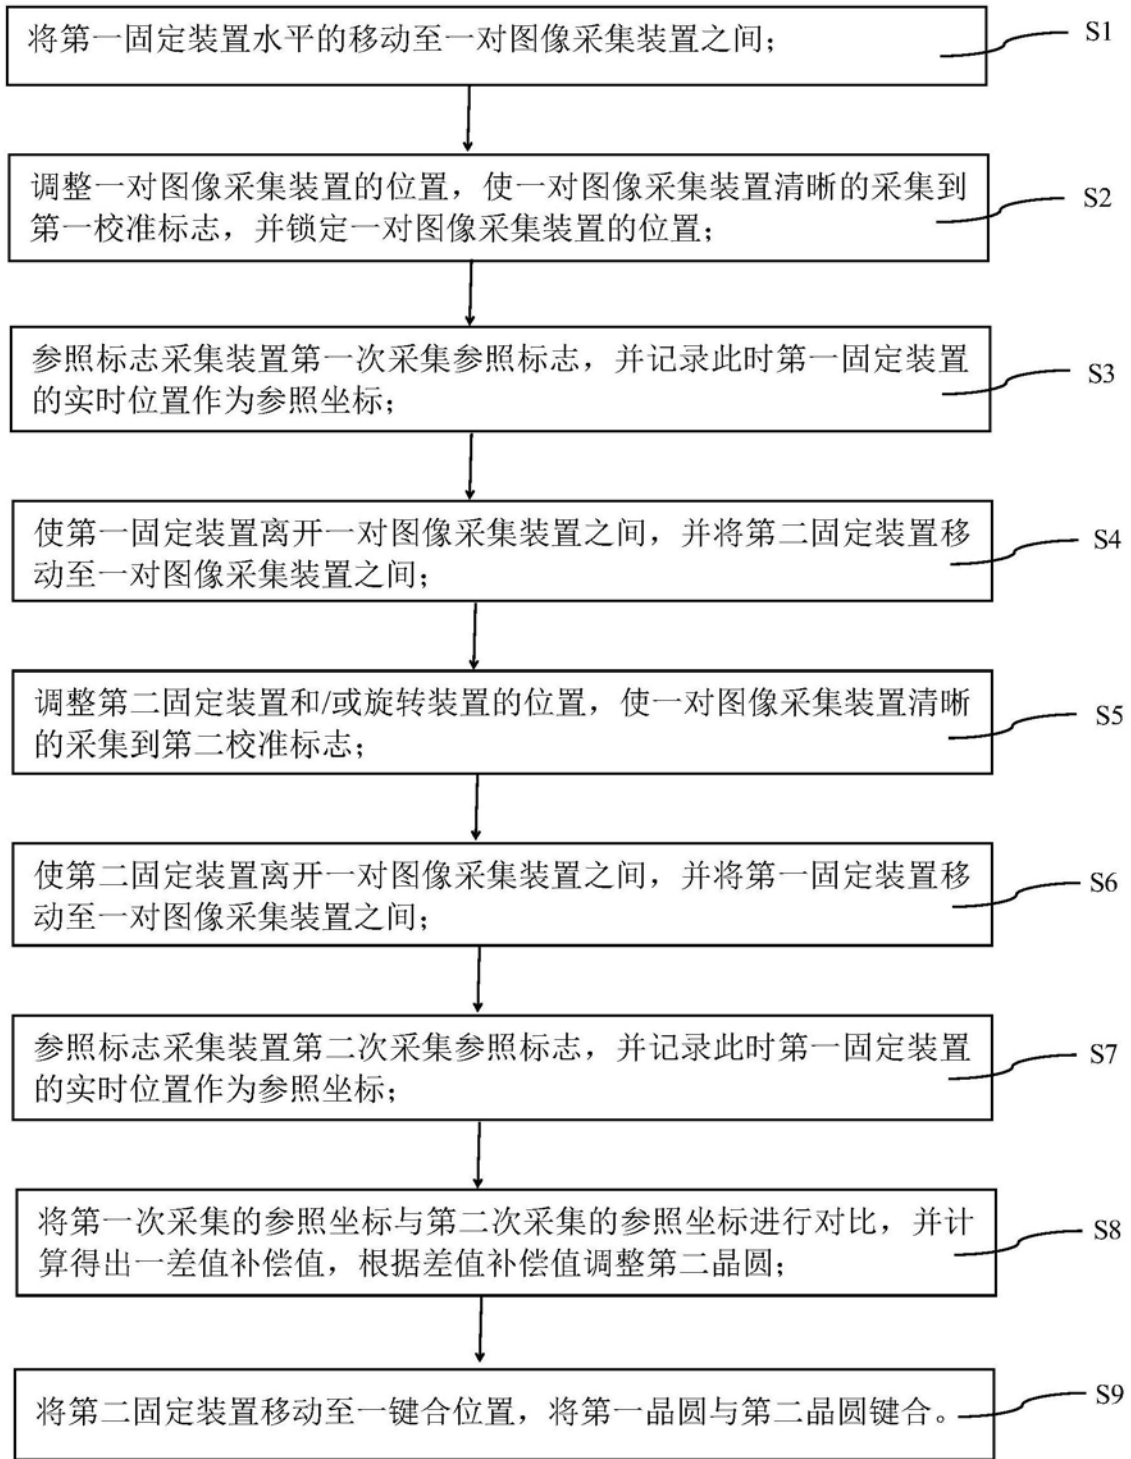 将第一固定装置水平的移动至一对图像采集装置之间；
S1
调整一对图像采集装置的位置，使一对图像采集装置清晰的采集到
第一校准标志，并锁定一对图像采集装置的位置；
S2
参照标志采集装置第一次采集参照标志，并记录此时第一固定装置
的实时位置作为参照坐标；
S3
使第一固定装置离开一对图像采集装置之间，并将第二固定装置移
动至一对图像采集装置之间；
S4
调整第二固定装置和/或旋转装置的位置，使一对图像采集装置清晰
的采集到第二校准标志；
S5
使第二固定装置离开一对图像采集装置之间，并将第一固定装置移
动至一对图像采集装置之间；
S6
参照标志采集装置第二次采集参照标志，并记录此时第一固定装置
的实时位置作为参照坐标；
S7
将第一次采集的参照坐标与第二次采集的参照坐标进行对比，并计
算得出一差值补偿值，根据差值补偿值调整第二晶圆；
S8
将第二固定装置移动至一键合位置，将第一晶圆与第二晶圆键合。
S9